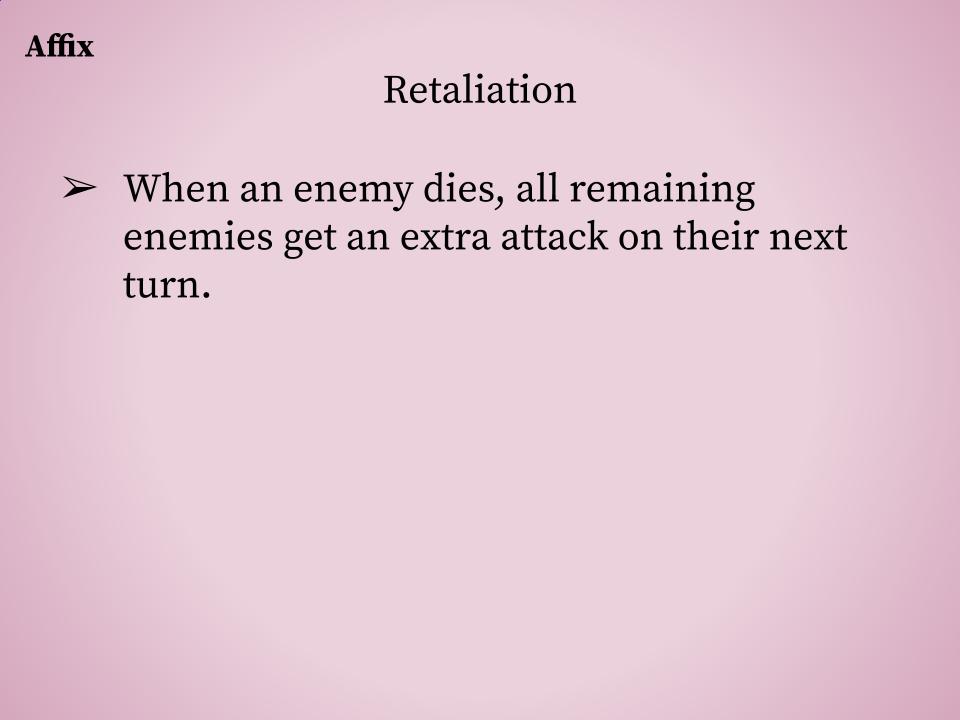 Affix
Retaliation
➢ When an enemy dies, all remaining
enemies get an extra attack on their next
turn.